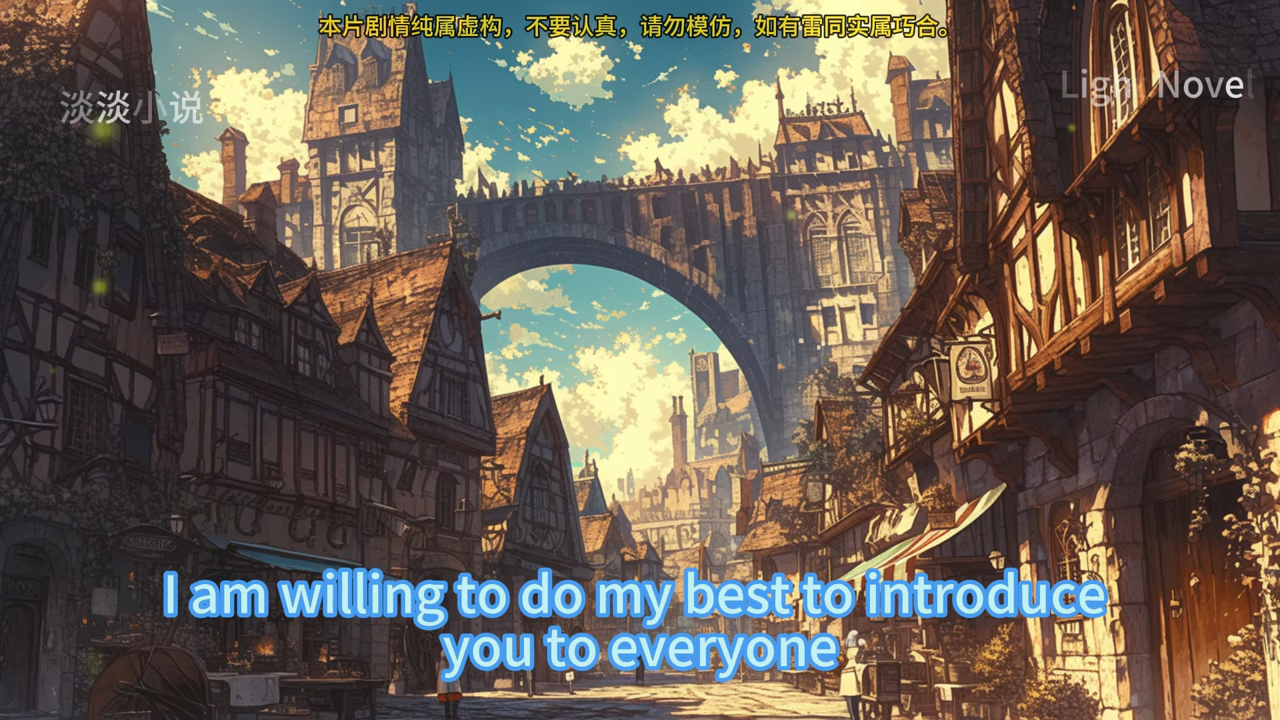 本片剧情纯属虚构，不要认真，请勿模仿，如有雷同实属巧合。
淡淡小说
Light Novel
I am willing to do my best to introduce
you to everyone